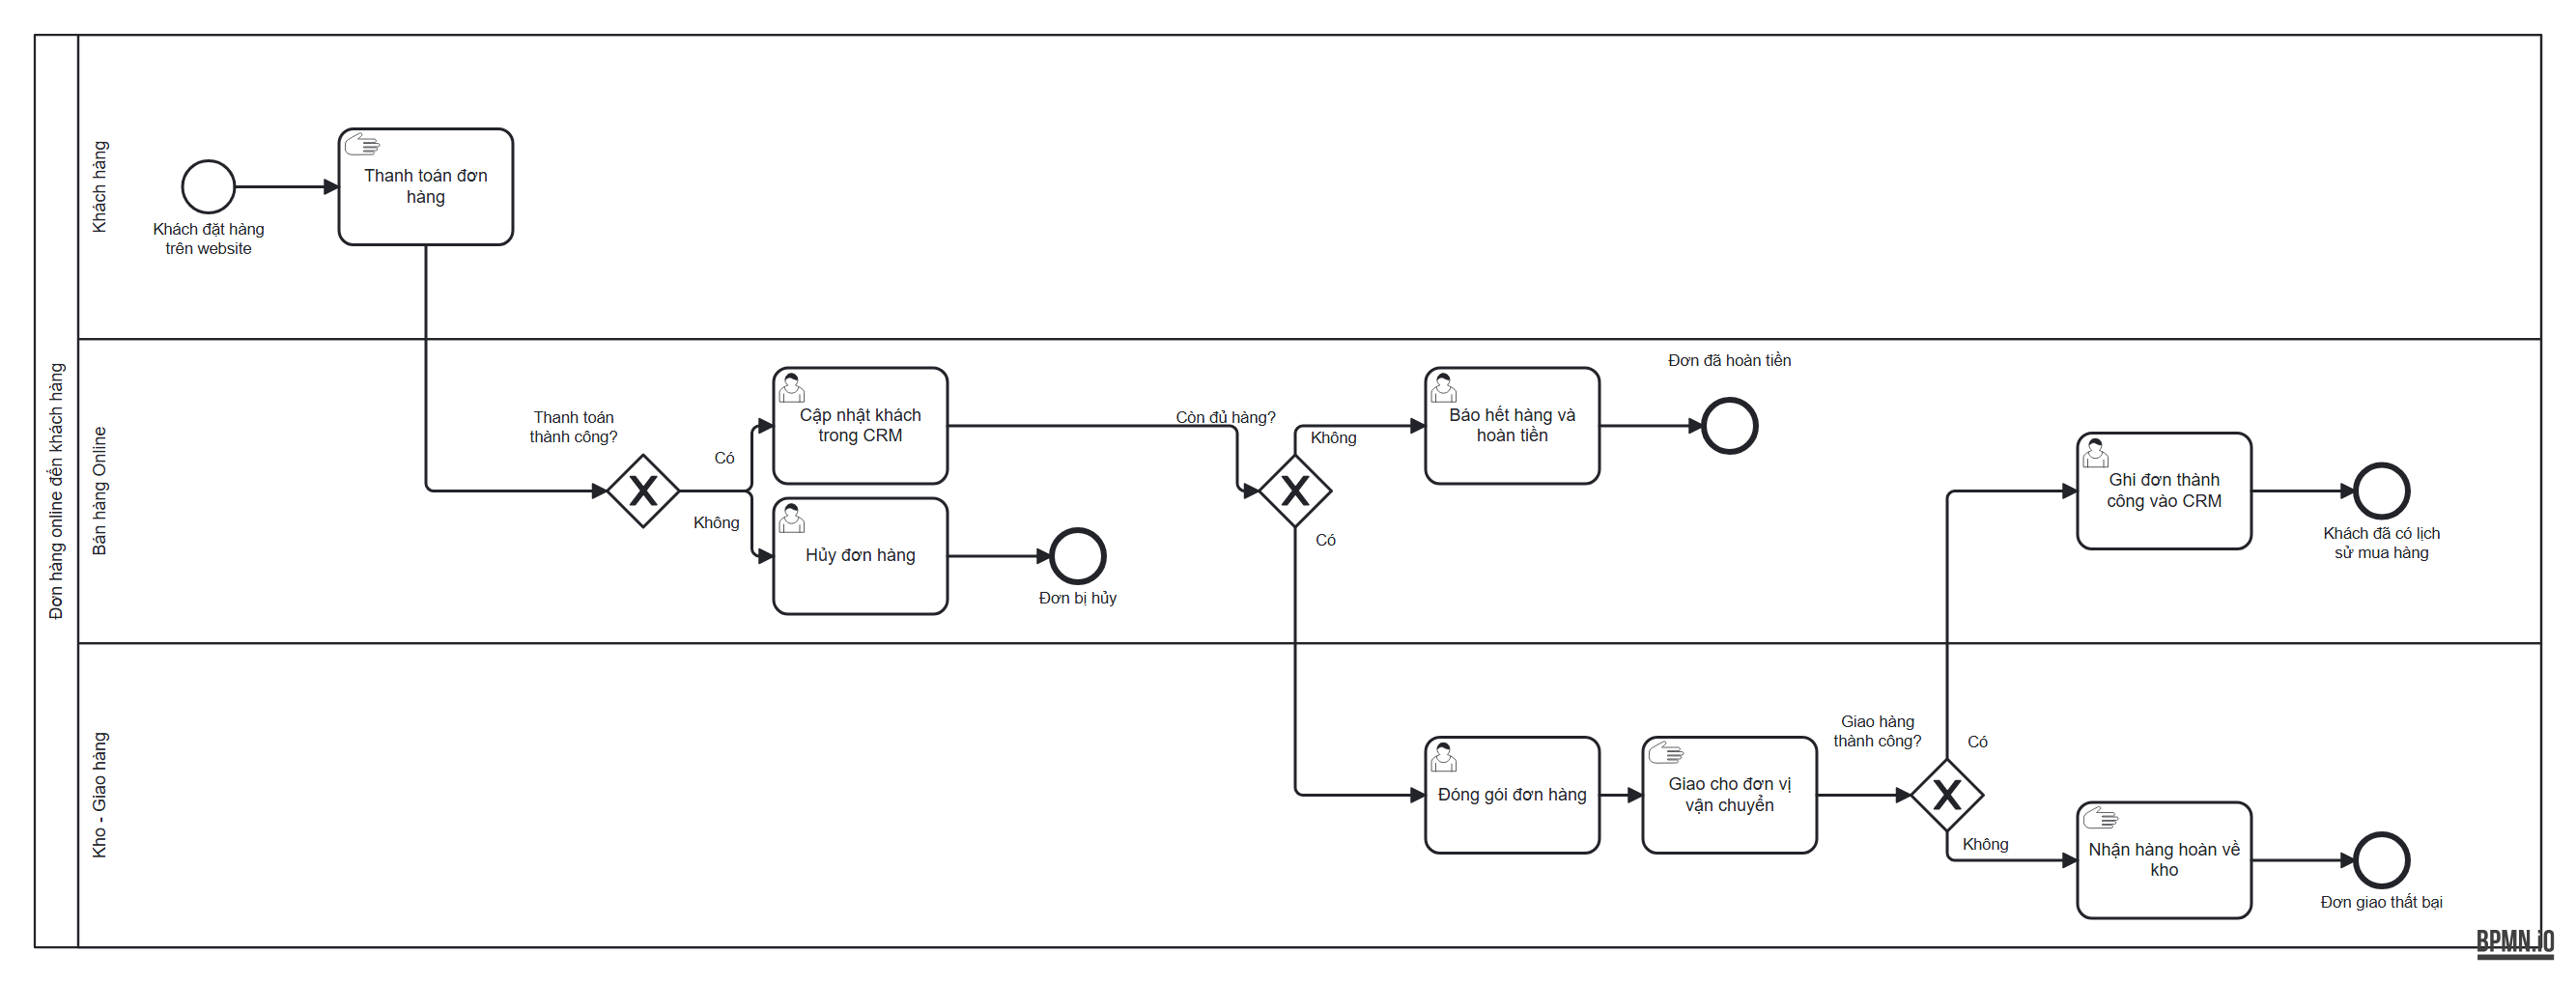 Đơn hàng online đến khách hàng
Khách hàng
Khách đặt hàng
trên website
Thanh toán đơn
hàng
Bán hàng Online
Thanh toán
thành công?
Có
Không
Cập nhật khách
trong CRM
Hủy đơn hàng
Đơn bị hủy
Còn đủ hàng?
Không
Có
Báo hết hàng và
hoàn tiền
Đơn đã hoàn tiền
Ghi đơn thành
công vào CRM
Khách đã có lịch
sử mua hàng
Kho - Giao hàng
Đóng gói đơn hàng
Giao cho đơn vị
vận chuyển
Giao hàng
thành công?
Có
Không
Nhận hàng hoàn về
kho
Đơn giao thất bại
BPMN.iO